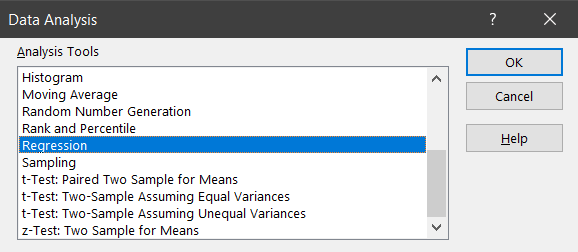 Data Analysis
?
Analysis Tools
Histogram
Moving Average
Random Number Generation
Rank and Percentile
Regression
Sampling
t-Test: Paired Two Sample for Means
t-Test: Two-Sample Assuming Equal Variances
t-Test: Two-Sample Assuming Unequal Variances
z-Test: Two Sample for Means
OK
Cancel
Help